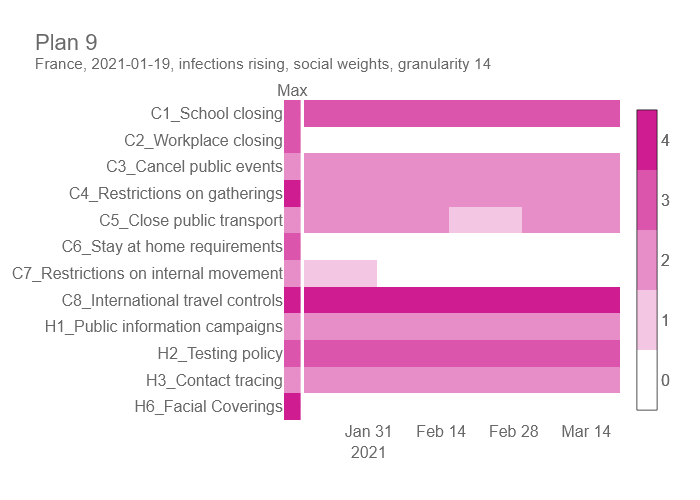 Plan 9
France, 2021-01-19, infections rising, social weights, granularity 14
Max
C1_School closing
C2_Workplace closing
C3_Cancel public events
C4_Restrictions on gatherings
C5_Close public transport
C6_Stay at home requirements
C7_Restrictions on internal movement
C8_International travel controls
H1_Public information campaigns
H2_Testing policy
H3_Contact tracing
H6_Facial Coverings
Jan 31 Feb 14 Feb 28 Mar 14
2021
4
3
2
1
0